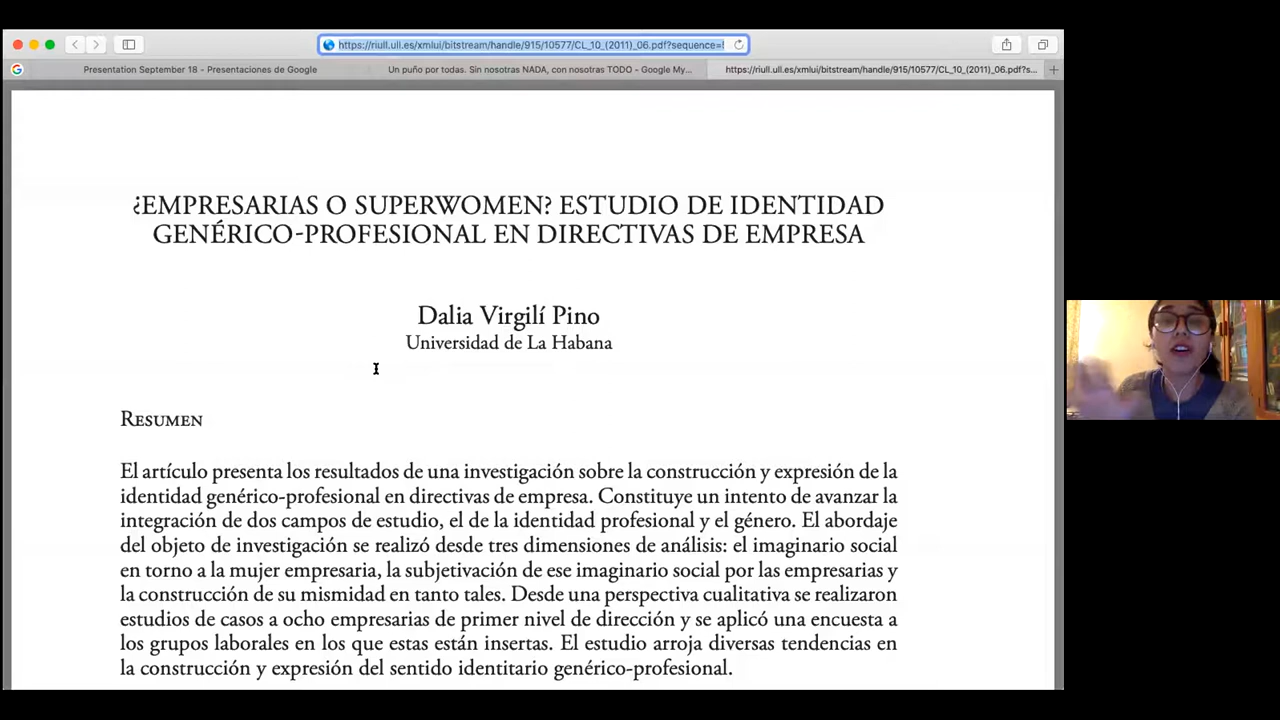 https://riull.ull.es/xmlui/bitstream/handle/915/10577/CL_10_(2011)_06.pdf?sequence=!
Presentation September 18 - Presentaciones de Google
Un puño por todas. Sin nosotras NADA, con nosotras TODO - Google My...
https://riull.ull.es/xmlui/bitstream/handle/915/10577/CL_10_(2011)_06.pdf?s...
¿EMPRESARIAS O SUPERWOMEN? ESTUDIO DE IDENTIDAD
GENÉRICO-PROFESIONAL EN DIRECTIVAS DE EMPRESA
Dalia Virgilí Pino
Universidad de La Habana
Resumen
El artículo presenta los resultados de una investigación sobre la construcción y expresión de la
identidad genérico-profesional en directivas de empresa. Constituye un intento de avanzar la
integración de dos campos de estudio, el de la identidad profesional y el género. El abordaje
del objeto de investigación se realizó desde tres dimensiones de análisis: el imaginario social
en torno a la mujer empresaria, la subjetivación de ese imaginario social por las empresarias y
la construcción de su mismidad en tanto tales. Desde una perspectiva cualitativa se realizaron
estudios de casos a ocho empresarias de primer nivel de dirección y se aplicó una encuesta a
los grupos laborales en los que estas están insertas. El estudio arroja diversas tendencias en
la construcción y expresión del sentido identitario genérico-profesional.